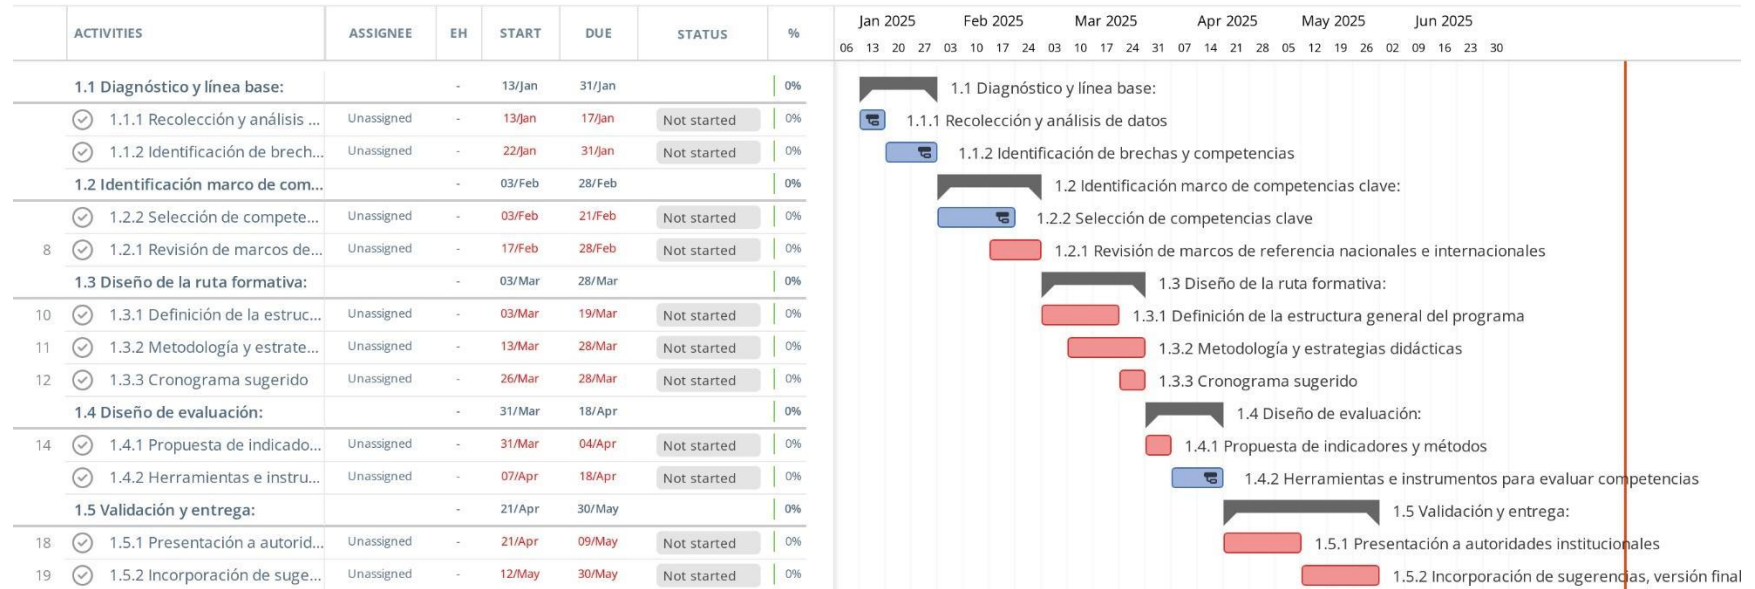 Jan 2025 Feb 2025 Mar 2025 Apr 2025 May 2025 Jun 2025
ACTIVITIES ASSIGNEE EH START DUE STATUS %
06 13 20 27 03 10 17 24 03 10 17 24 31 07 14 21 28 05 12 19 26 02 09 16 23 30
1.1 Diagnóstico y línea base: - 13/Jan 31/Jan 0% 1.1 Diagnóstico y línea base:
1.1.1 Recolección y análisis ... Unassigned - 13/Jan 17/Jan Not started 0% 1.1.1 Recolección y análisis de datos
1.1.2 Identificación de brech... Unassigned - 22/Jan 31/Jan Not started 0% 1.1.2 Identificación de brechas y competencias
1.2 Identificación marco de com... - 03/Feb 28/Feb 0% 1.2 Identificación marco de competencias clave:
1.2.2 Selección de compete... Unassigned - 03/Feb 21/Feb Not started 0% 1.2.2 Selección de competencias clave
8 1.2.1 Revisión de marcos de... Unassigned - 17/Feb 28/Feb Not started 0% 1.2.1 Revisión de marcos de referencia nacionales e internacionales
1.3 Diseño de la ruta formativa: - 03/Mar 28/Mar 0% 1.3 Diseño de la ruta formativa:
10 1.3.1 Definición de la estruc... Unassigned - 03/Mar 19/Mar Not started 0% 1.3.1 Definición de la estructura general del programa
11 1.3.2 Metodología y estrate... Unassigned - 13/Mar 28/Mar Not started 0% 1.3.2 Metodología y estrategias didácticas
12 1.3.3 Cronograma sugerido Unassigned - 26/Mar 28/Mar Not started 0% 1.3.3 Cronograma sugerido
1.4 Diseño de evaluación: - 31/Mar 18/Apr 0% 1.4 Diseño de evaluación:
14 1.4.1 Propuesta de indicado... Unassigned - 31/Mar 04/Apr Not started 0% 1.4.1 Propuesta de indicadores y métodos
1.4.2 Herramientas e instru... Unassigned - 07/Apr 18/Apr Not started 0% 1.4.2 Herramientas e instrumentos para evaluar competencias
1.5 Validación y entrega: - 21/Apr 30/May 0% 1.5 Validación y entrega:
18 1.5.1 Presentación a autorid... Unassigned - 21/Apr 09/May Not started 0% 1.5.1 Presentación a autoridades institucionales
19 1.5.2 Incorporación de suge... Unassigned - 12/May 30/May Not started 0% 1.5.2 Incorporación de sugerencias, versión final